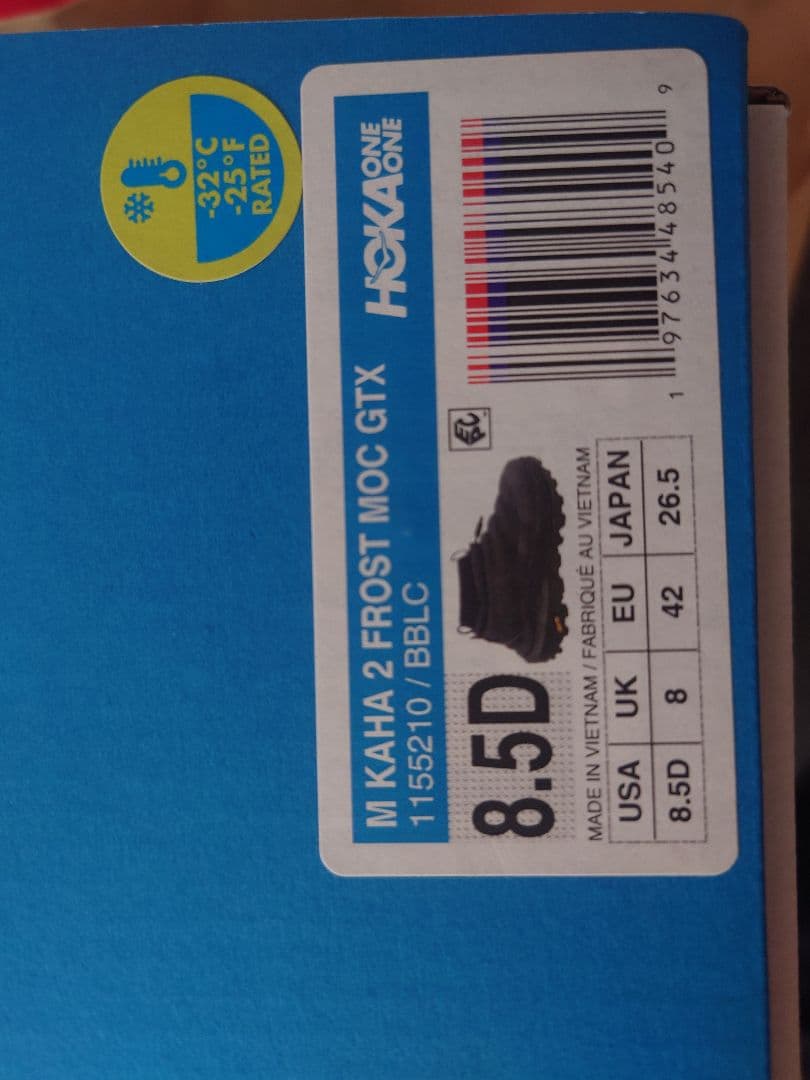 -32°C
-25°F
RATED
M KAHA 2 FROST MOC GTX
1155210 / BBLC
HOKA ONE ONE
8.5D
MADE IN VIETNAM / FABRIQUÉ AU VIETNAM
USA UK EU JAPAN
8.5D 8 42 26.5
1 97634 48540 9